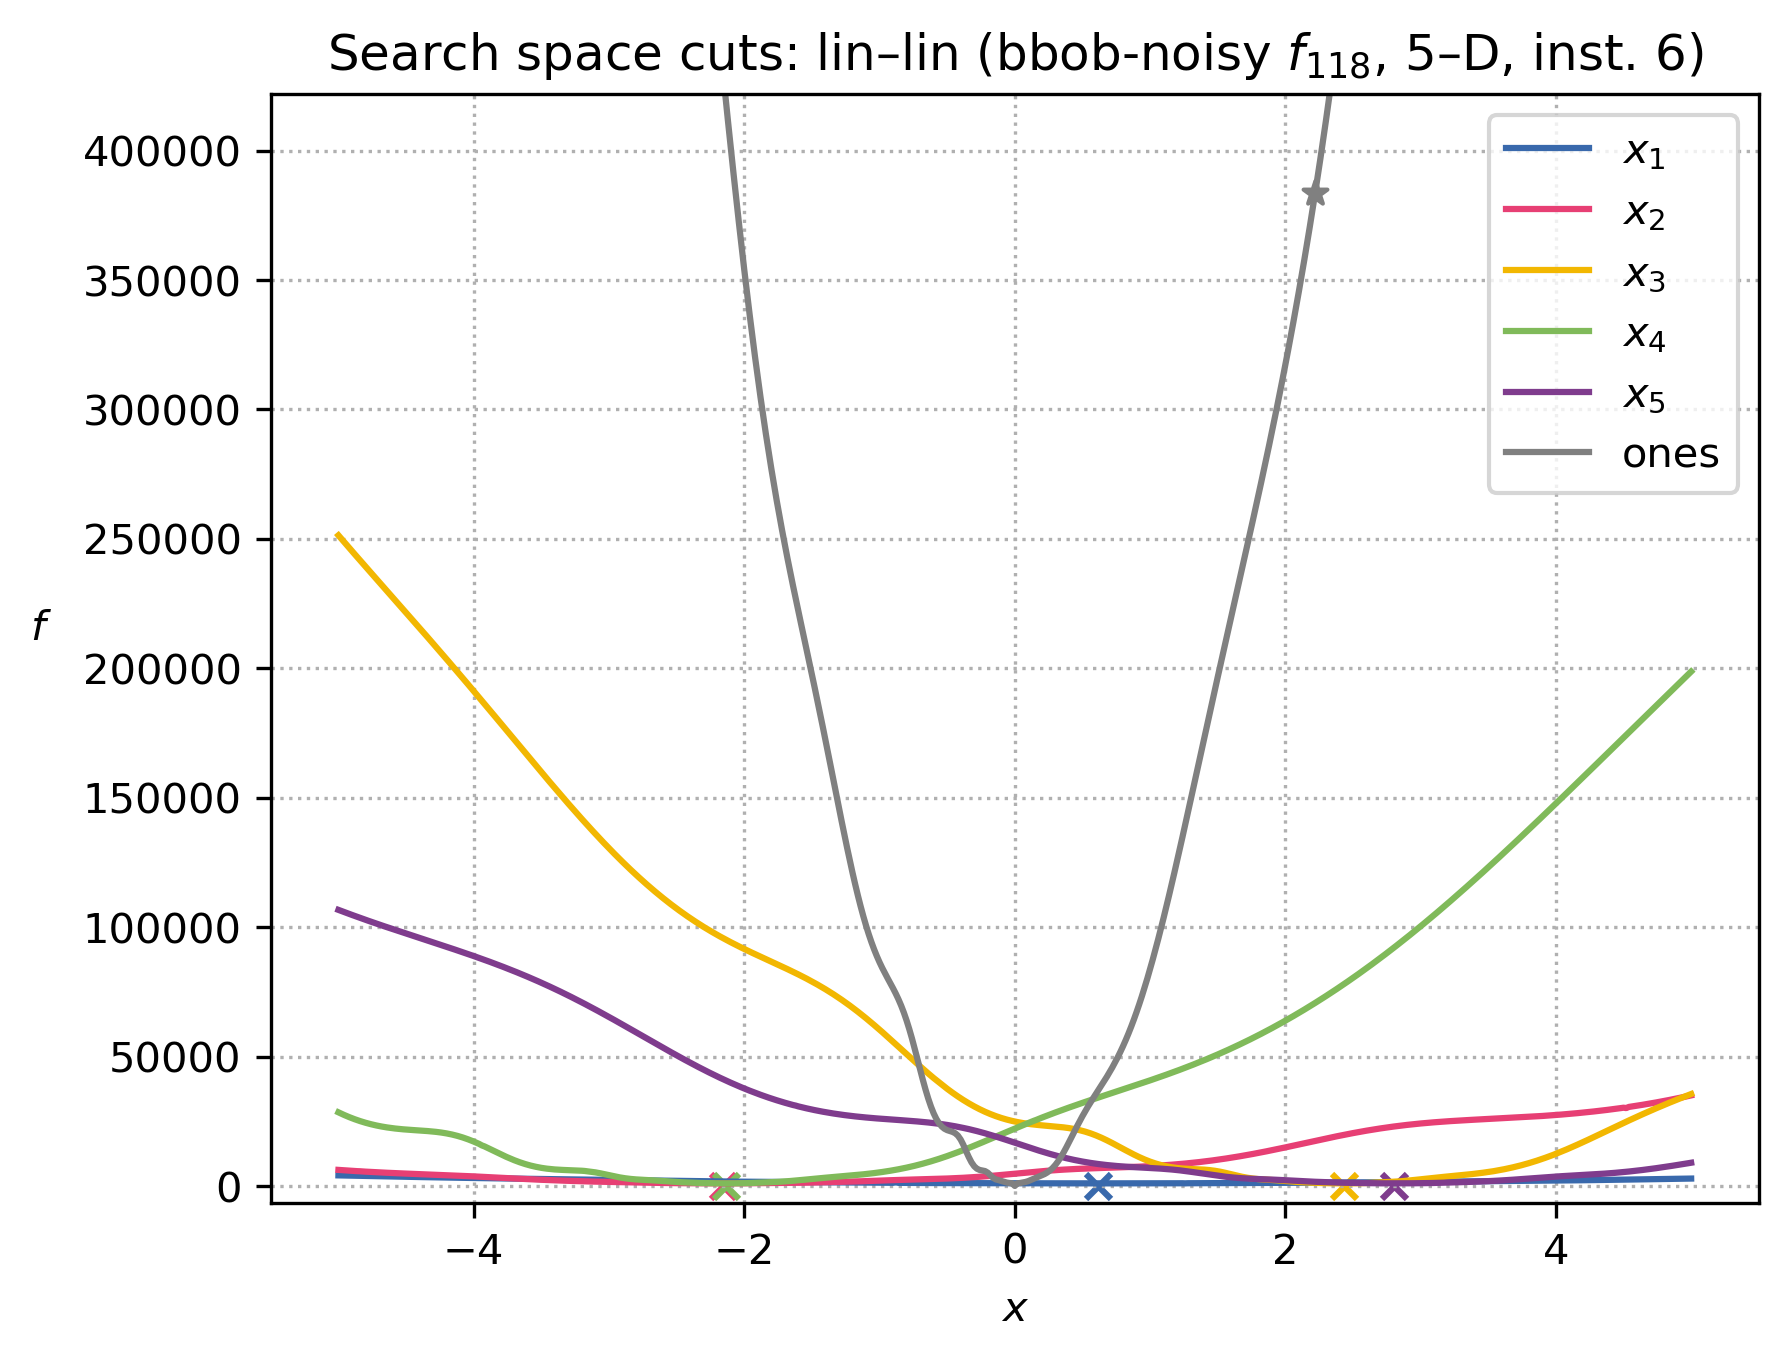 Search space cuts: lin–lin (bbob-noisy f₁₁₈, 5–D, inst. 6)
400000
350000
300000
250000
200000
150000
100000
50000
0
f
−4
−2
0
2
4
x
x₁
x₂
x₃
x₄
x₅
ones